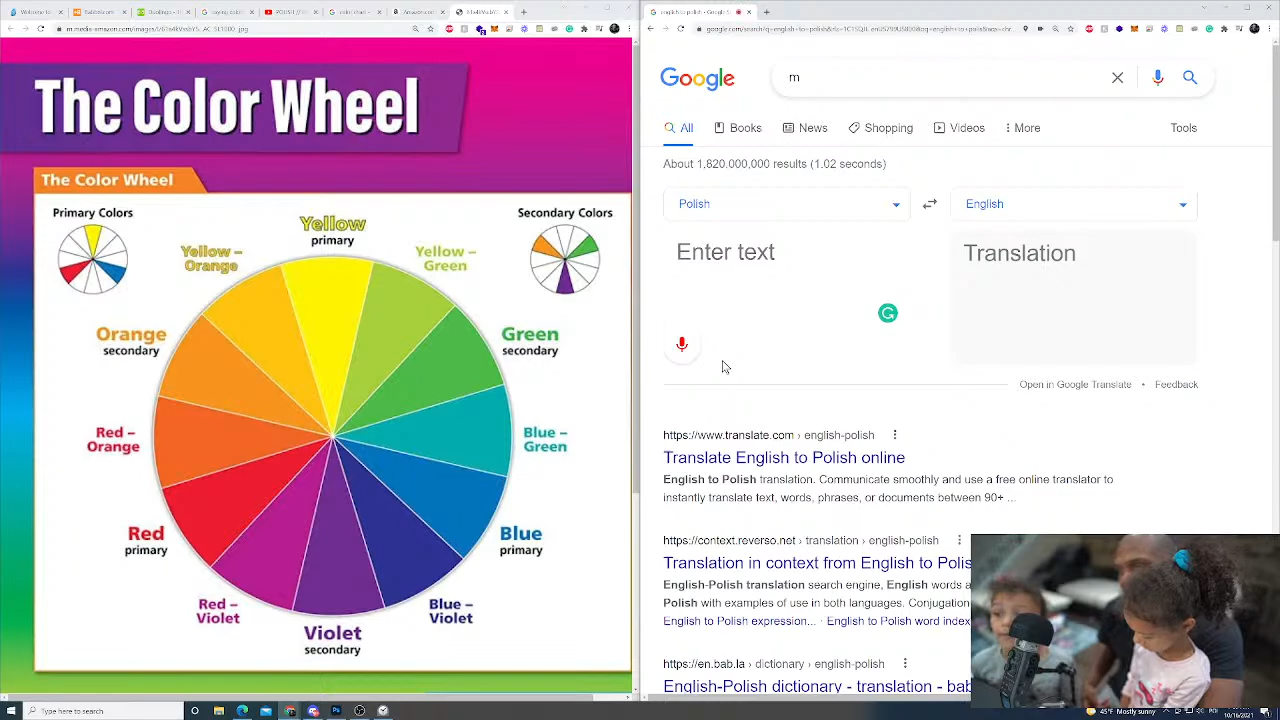 The Color Wheel
The Color Wheel
Primary Colors
Secondary Colors
Yellow
primary
Yellow –
Orange
Yellow –
Green
Orange
secondary
Green
secondary
Red –
Orange
Blue –
Green
Red
primary
Blue
primary
Red –
Violet
Blue –
Violet
Violet
secondary
Type here to search
Google
m
All
Books
News
Shopping
Videos
More
Tools
About 1,820,000,000 results (1.02 seconds)
Polish
English
Enter text
Translation
Open in Google Translate • Feedback
https://www.translate.com › english-polish
Translate English to Polish online
English to Polish translation. Communicate smoothly and use a free online translator to
instantly translate text, words, phrases, or documents between 90+ ...
https://context.reverso.net › translation › english-polish
Translation in context from English to Polis
English-Polish translation search engine, English words a
Polish with examples of use in both languages. Conjugation
English to Polish expression... · English to Polish word index
https://en.bab.la › dictionary › english-polish
English-Polish dictionary - translation - bab
45°F Mostly sunny
10/16/2021